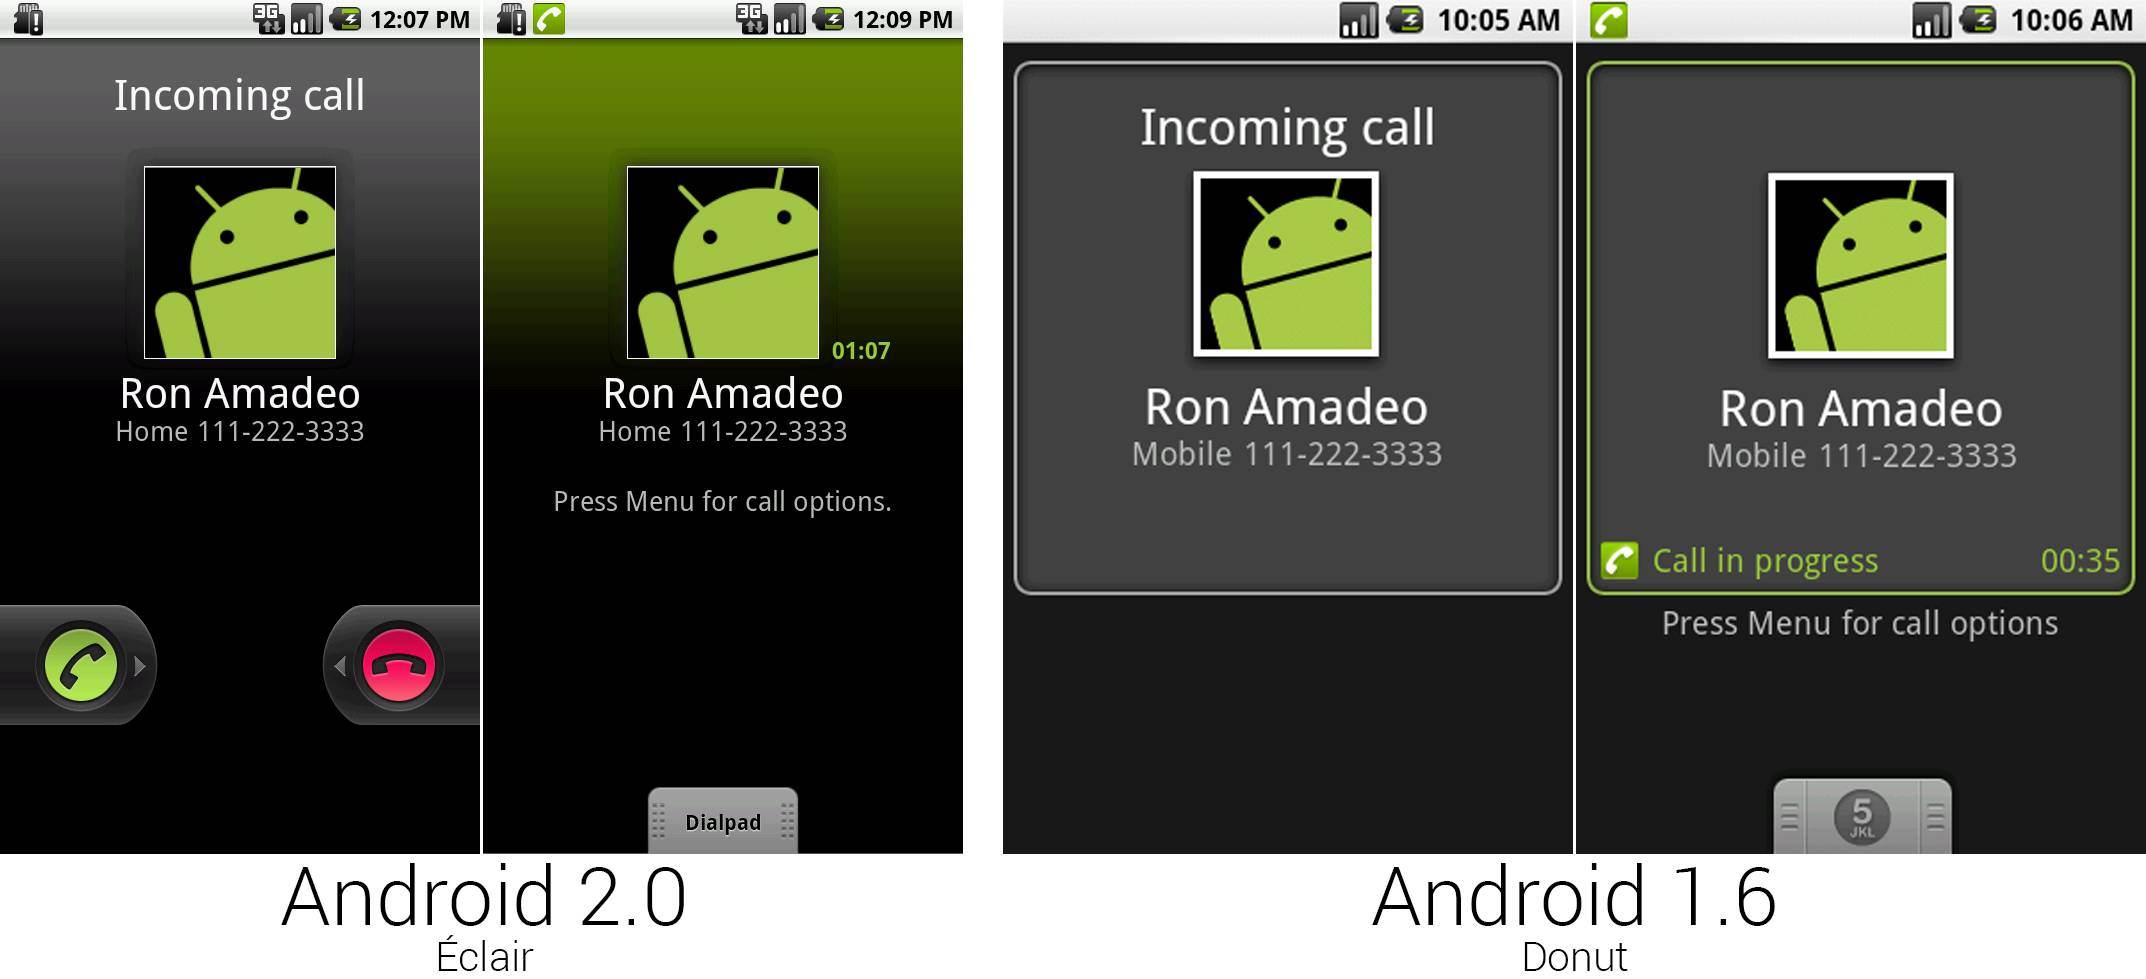 12:07 PM
Incoming call
Ron Amadeo
Home 111-222-3333
3G
12:09 PM
01:07
Ron Amadeo
Home 111-222-3333
Press Menu for call options.
Dialpad
3G
Android 2.0
Éclair
10:05 AM
Incoming call
Ron Amadeo
Mobile 111-222-3333
10:06 AM
Ron Amadeo
Mobile 111-222-3333
Call in progress 00:35
Press Menu for call options
5
JKL
Android 1.6
Donut